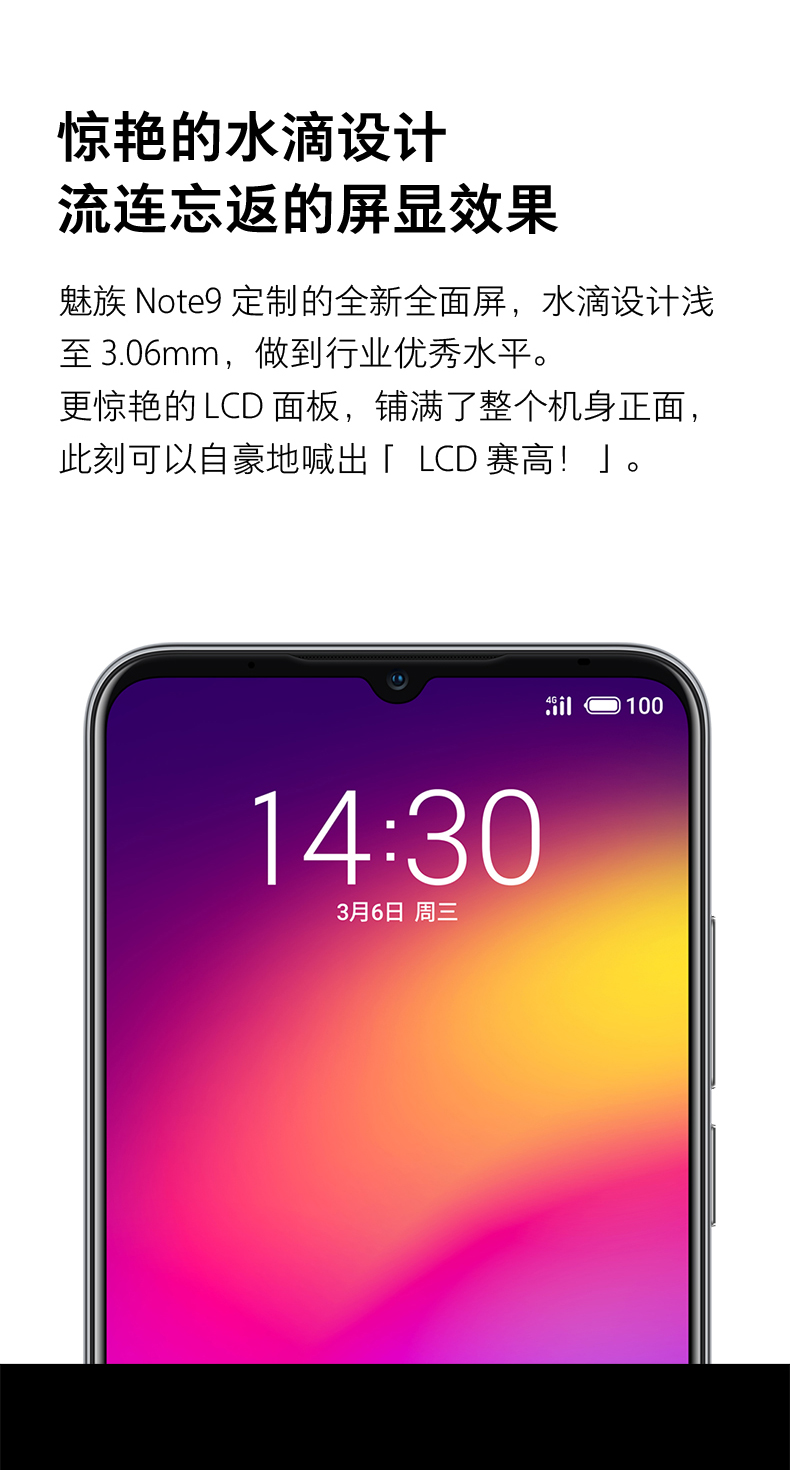 惊艳的水滴设计
流连忘返的屏显效果
魅族 Note9 定制的全新全面屏，水滴设计浅
至 3.06mm，做到行业优秀水平。
更惊艳的 LCD 面板，铺满了整个机身正面，
此刻可以自豪地喊出「 LCD 赛高！ 」。
4G 100
14:30
3月6日 周三